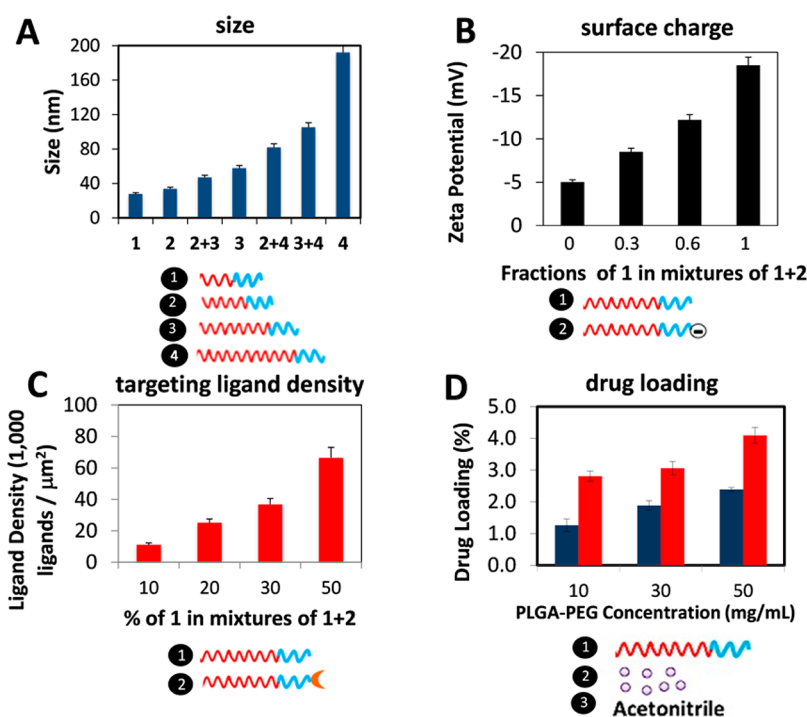 A
size
Size (nm)
200
160
120
80
40
0
1 2 2+3 3 2+4 3+4 4
1
2
3
4
B
surface charge
Zeta Potential (mV)
-20
-15
-10
-5
0
0 0.3 0.6 1
Fractions of 1 in mixtures of 1+2
1
2
C
targeting ligand density
Ligand Density (1,000
ligands / μm²)
100
80
60
40
20
0
10 20 30 50
% of 1 in mixtures of 1+2
1
2
D
drug loading
Drug Loading (%)
5.0
4.0
3.0
2.0
1.0
0.0
10 30 50
PLGA-PEG Concentration (mg/mL)
1
2
3 Acetonitrile